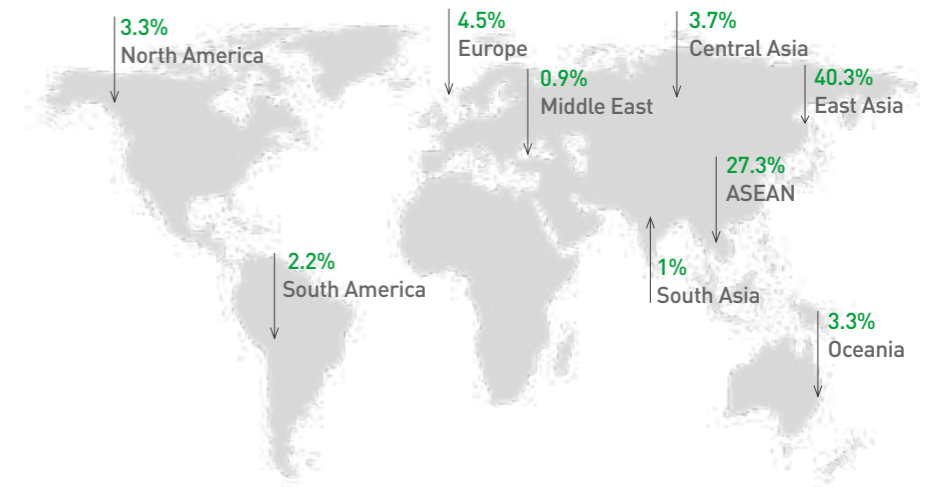 3.3%
North America
4.5%
Europe
3.7%
Central Asia
0.9%
Middle East
40.3%
East Asia
27.3%
ASEAN
2.2%
South America
1%
South Asia
3.3%
Oceania